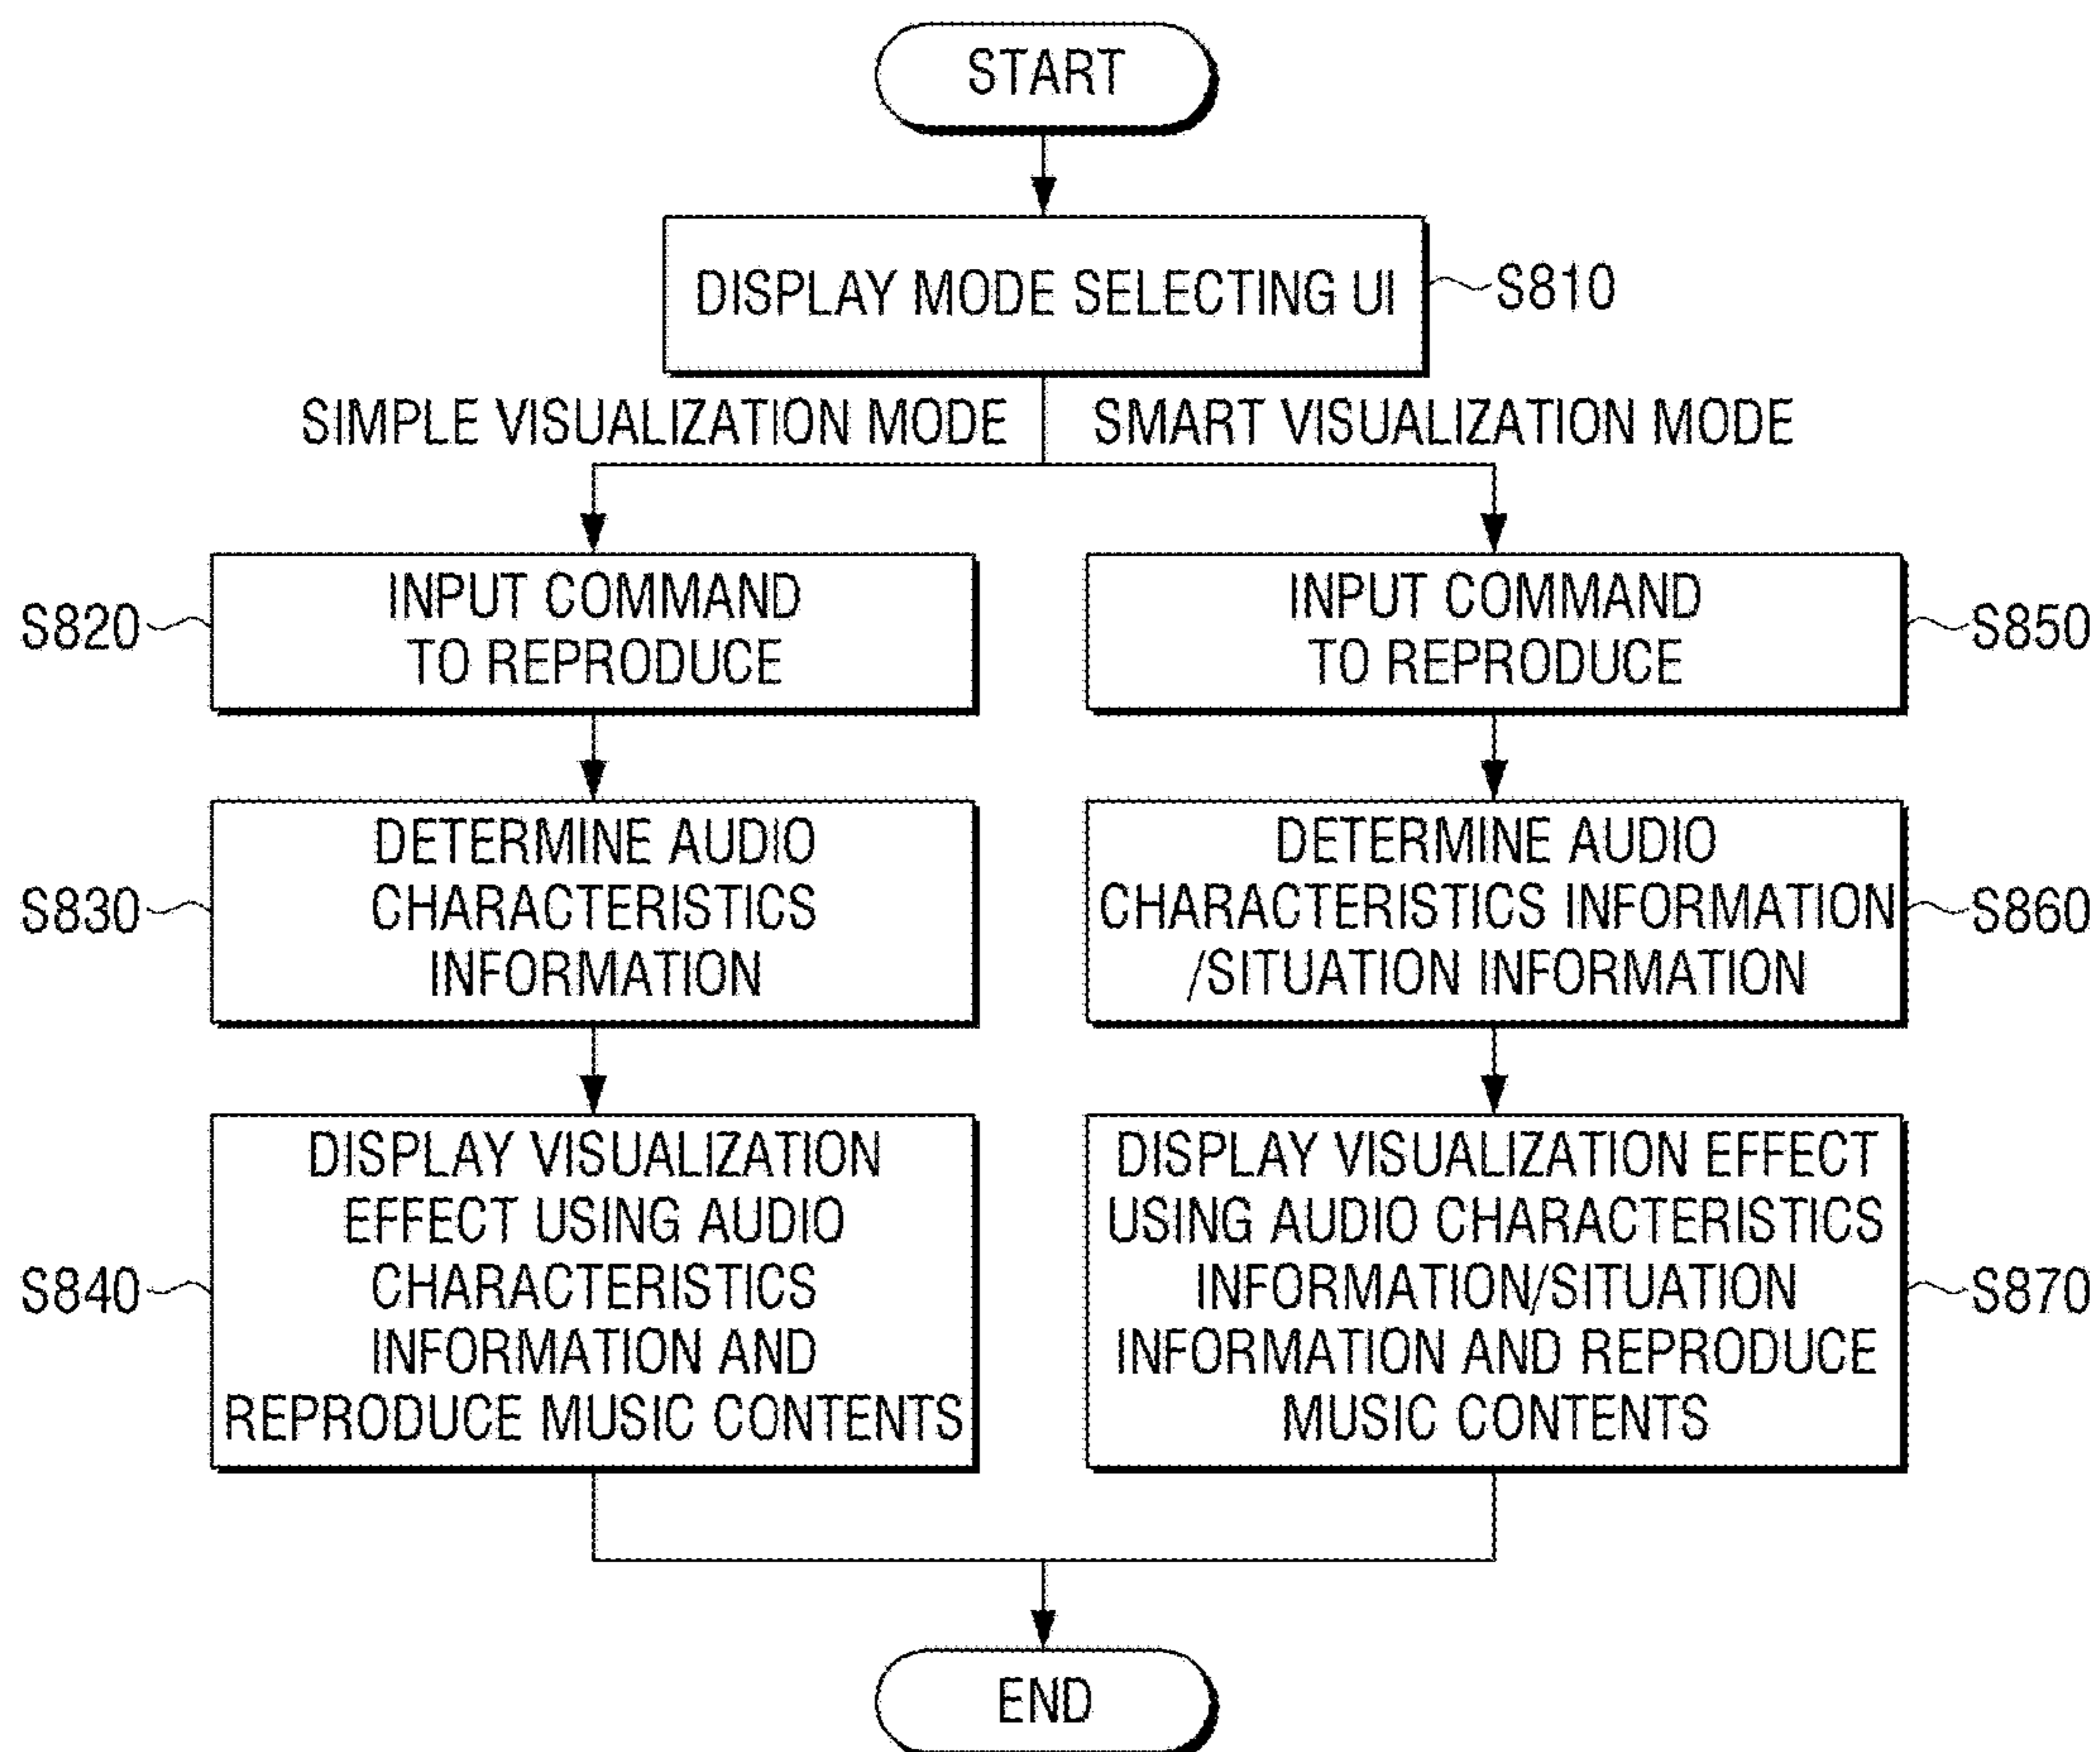 START
DISPLAY MODE SELECTING UI
S810
SIMPLE VISUALIZATION MODE
SMART VISUALIZATION MODE
S820
INPUT COMMAND
TO REPRODUCE
INPUT COMMAND
TO REPRODUCE
S850
S830
DETERMINE AUDIO
CHARACTERISTICS
INFORMATION
DETERMINE AUDIO
CHARACTERISTICS INFORMATION
/SITUATION INFORMATION
S860
S840
DISPLAY VISUALIZATION
EFFECT USING AUDIO
CHARACTERISTICS
INFORMATION AND
REPRODUCE MUSIC CONTENTS
DISPLAY VISUALIZATION EFFECT
USING AUDIO CHARACTERISTICS
INFORMATION/SITUATION
INFORMATION AND REPRODUCE
MUSIC CONTENTS
S870
END